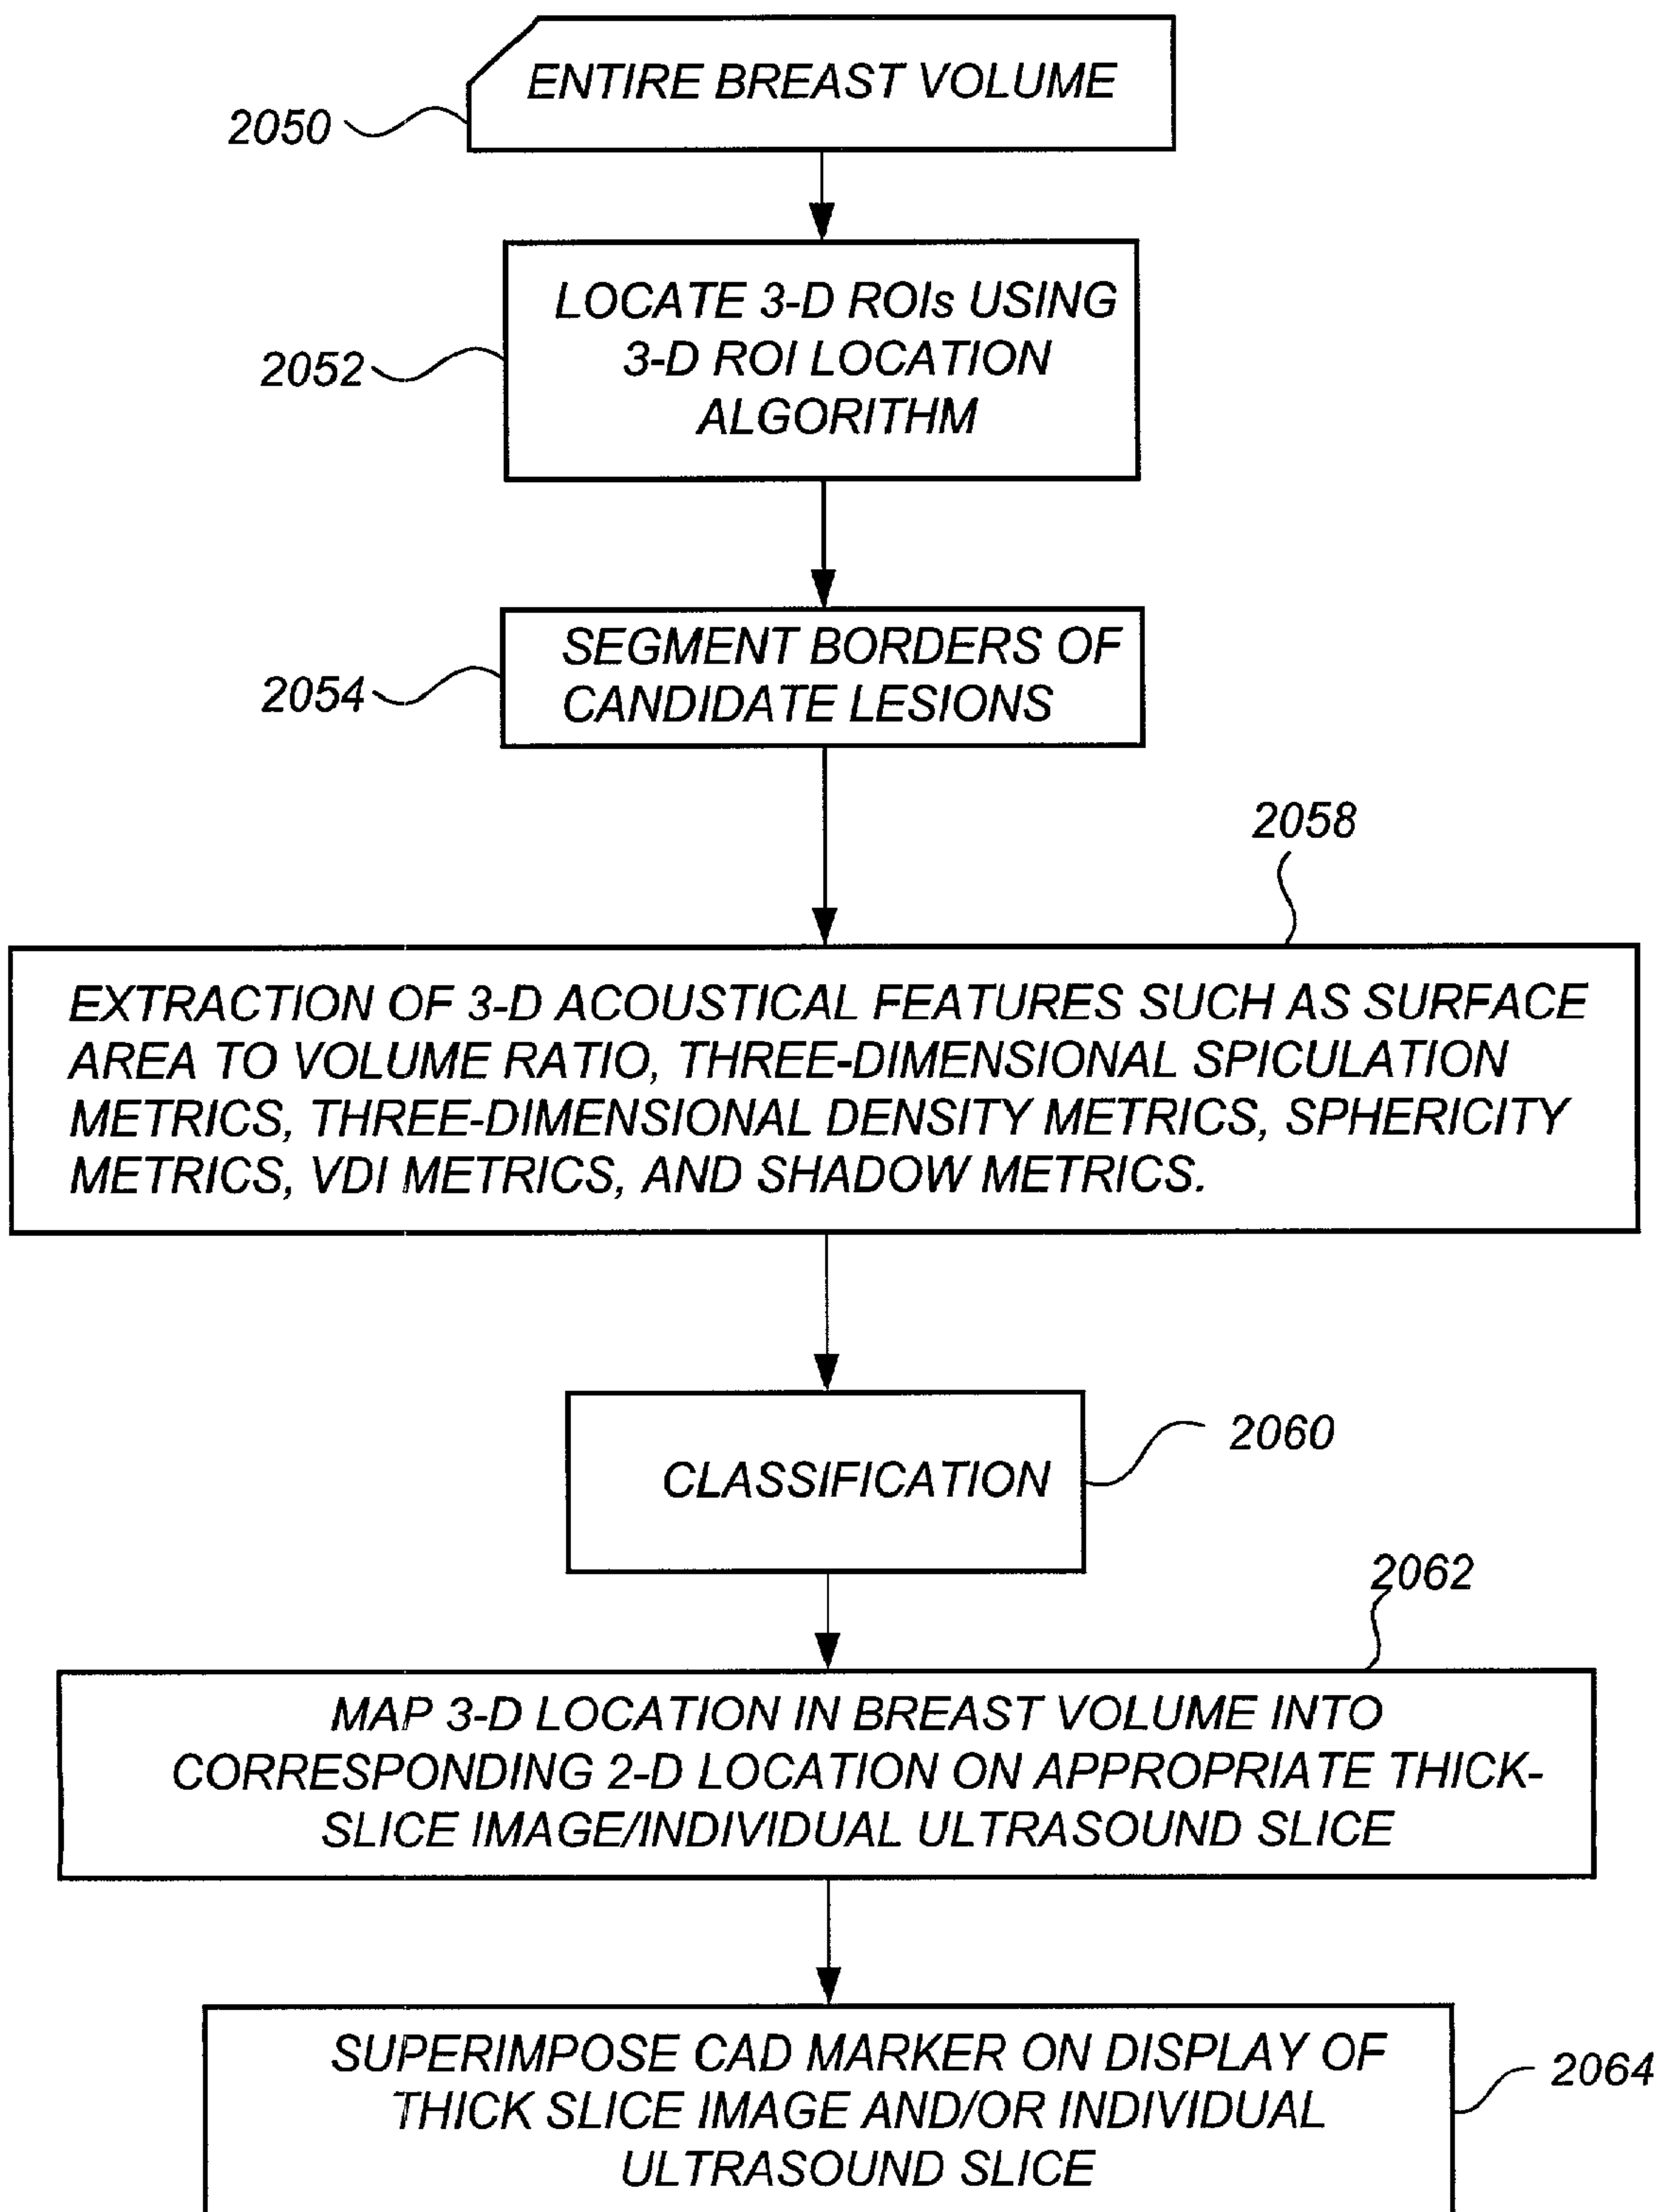 ENTIRE BREAST VOLUME
2050
LOCATE 3-D ROIs USING
3-D ROI LOCATION
ALGORITHM
2052
SEGMENT BORDERS OF
CANDIDATE LESIONS
2054
2058
EXTRACTION OF 3-D ACOUSTICAL FEATURES SUCH AS SURFACE
AREA TO VOLUME RATIO, THREE-DIMENSIONAL SPICULATION
METRICS, THREE-DIMENSIONAL DENSITY METRICS, SPHERICITY
METRICS, VDI METRICS, AND SHADOW METRICS.
CLASSIFICATION
2060
2062
MAP 3-D LOCATION IN BREAST VOLUME INTO
CORRESPONDING 2-D LOCATION ON APPROPRIATE THICK-
SLICE IMAGE/INDIVIDUAL ULTRASOUND SLICE
SUPERIMPOSE CAD MARKER ON DISPLAY OF
THICK SLICE IMAGE AND/OR INDIVIDUAL
ULTRASOUND SLICE
2064